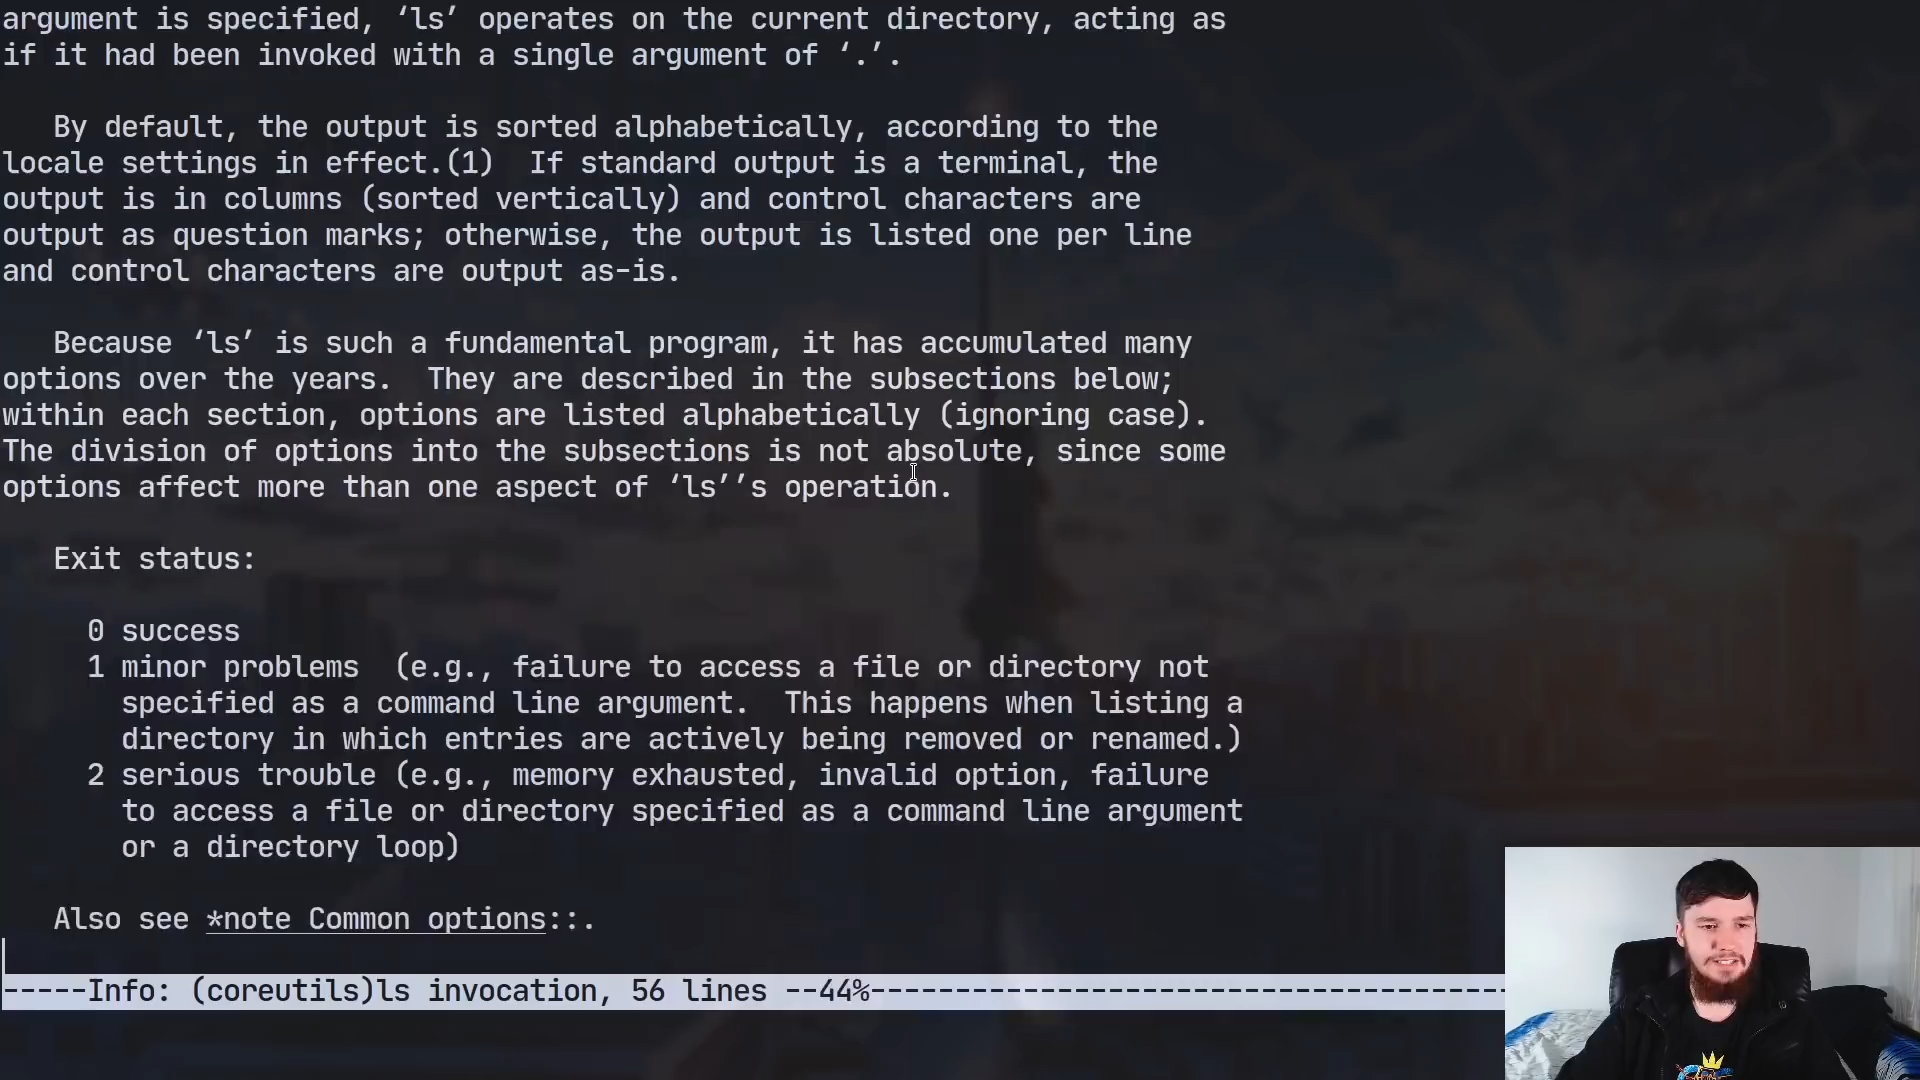 argument is specified, ‘ls’ operates on the current directory, acting as
if it had been invoked with a single argument of ‘.’.
By default, the output is sorted alphabetically, according to the
locale settings in effect.(1)  If standard output is a terminal, the
output is in columns (sorted vertically) and control characters are
output as question marks; otherwise, the output is listed one per line
and control characters are output as-is.
Because ‘ls’ is such a fundamental program, it has accumulated many
options over the years.  They are described in the subsections below;
within each section, options are listed alphabetically (ignoring case).
The division of options into the subsections is not absolute, since some
options affect more than one aspect of ‘ls’’s operation.
Exit status:
0 success
1 minor problems  (e.g., failure to access a file or directory not
specified as a command line argument.  This happens when listing a
directory in which entries are actively being removed or renamed.)
2 serious trouble (e.g., memory exhausted, invalid option, failure
to access a file or directory specified as a command line argument
or a directory loop)
Also see *note Common options::.
-----Info: (coreutils)ls invocation, 56 lines --44%-------------------------------------